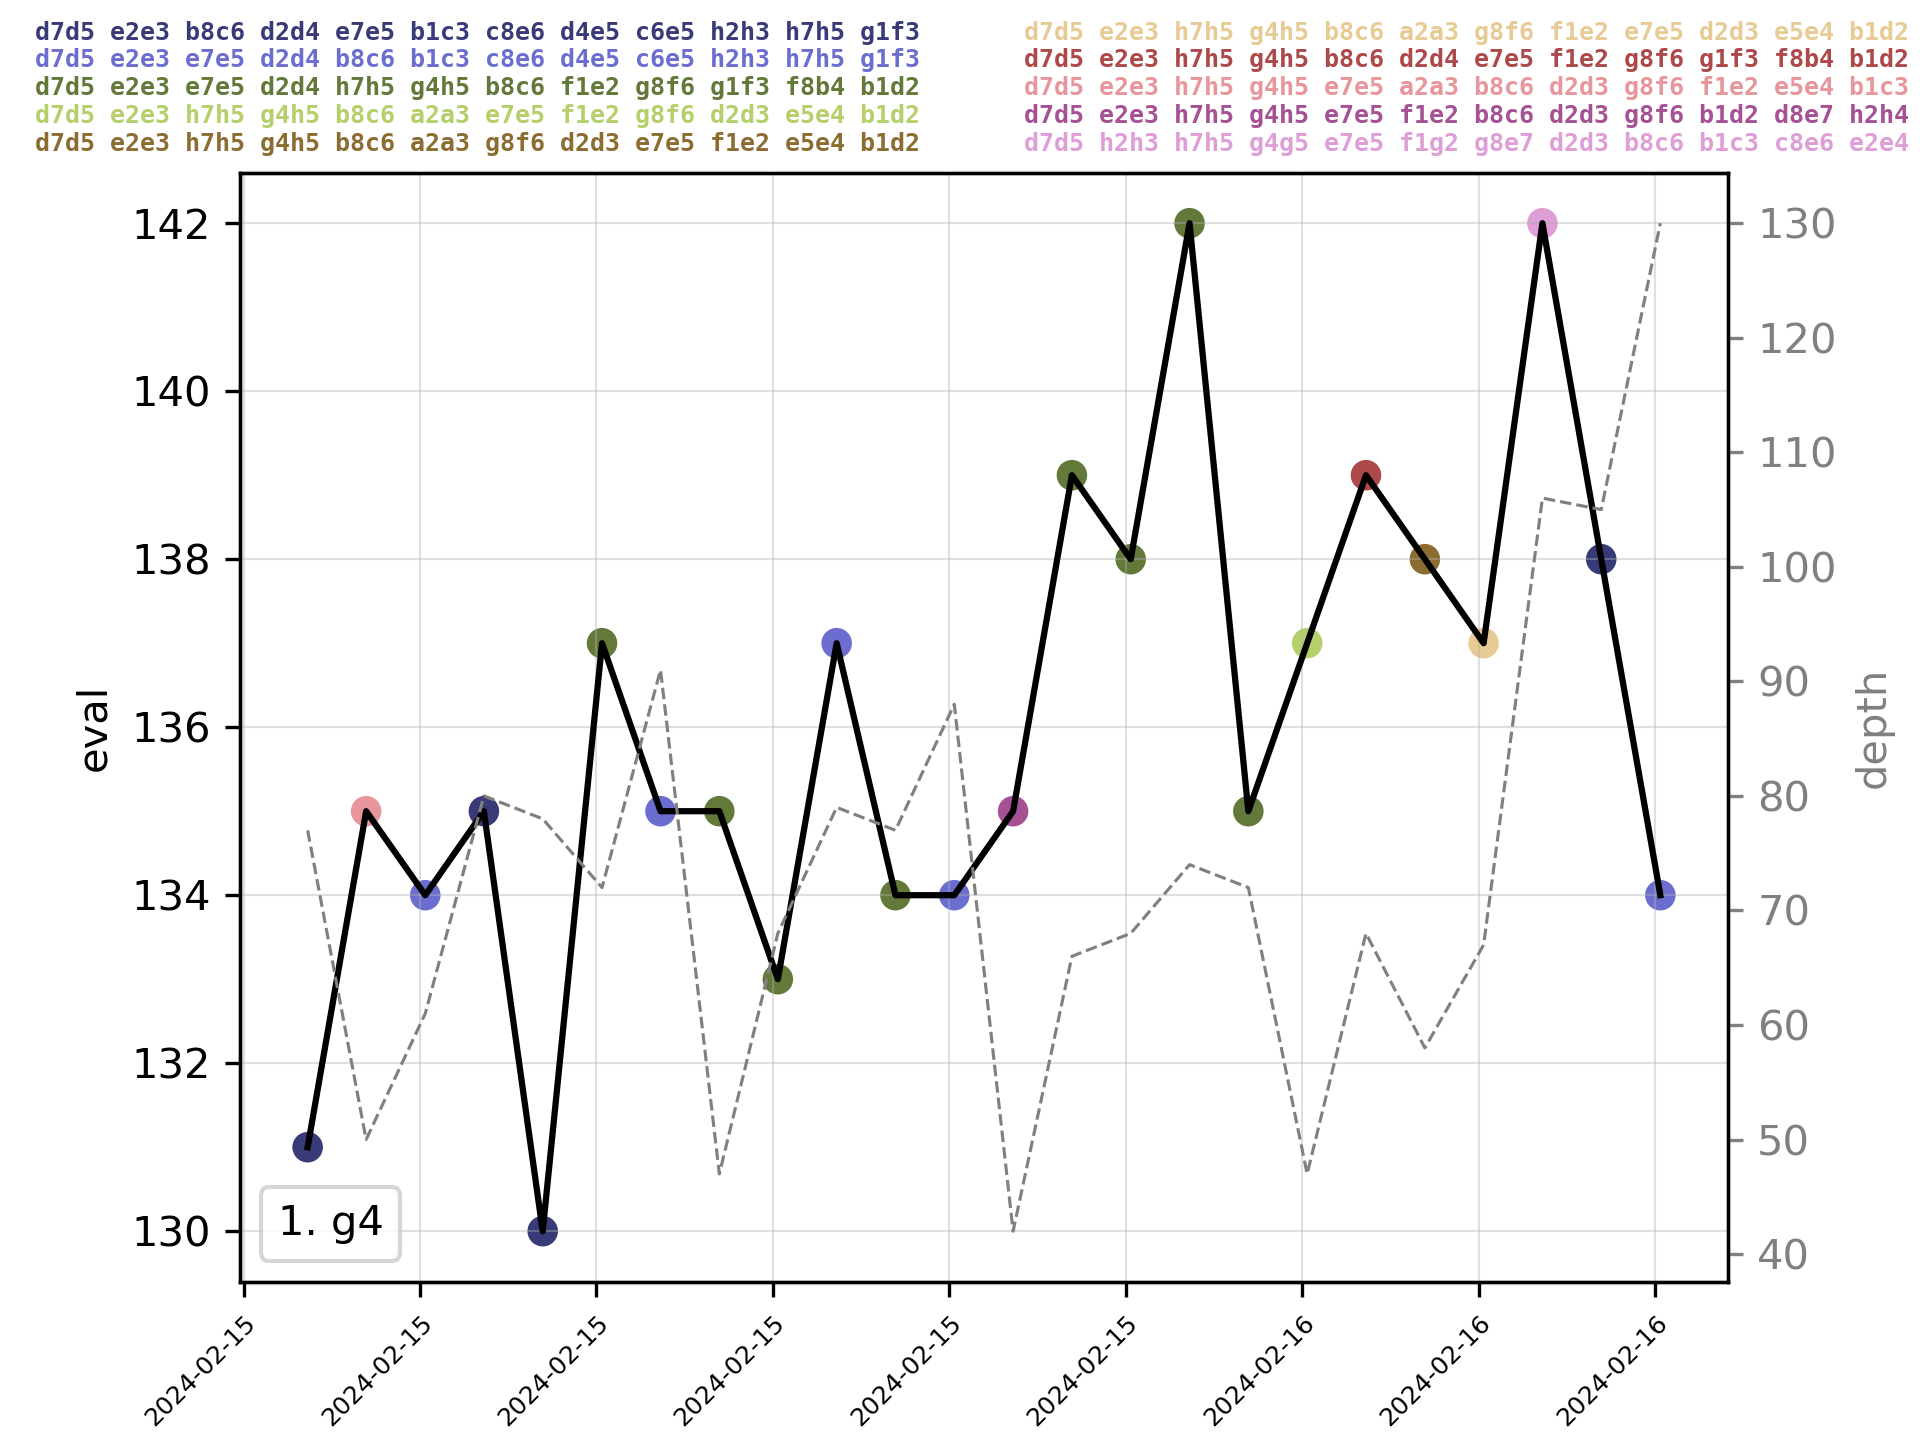 d7d5 e2e3 b8c6 d2d4 e7e5 b1c3 c8e6 d4e5 c6e5 h2h3 h7h5 g1f3
d7d5 e2e3 e7e5 d2d4 b8c6 b1c3 c8e6 d4e5 c6e5 h2h3 h7h5 g1f3
d7d5 e2e3 e7e5 d2d4 h7h5 g4h5 b8c6 f1e2 g8f6 g1f3 f8b4 b1d2
d7d5 e2e3 h7h5 g4h5 b8c6 a2a3 e7e5 f1e2 g8f6 d2d3 e5e4 b1d2
d7d5 e2e3 h7h5 g4h5 b8c6 a2a3 g8f6 d2d3 e7e5 f1e2 e5e4 b1d2
d7d5 e2e3 h7h5 g4h5 b8c6 a2a3 g8f6 f1e2 e7e5 d2d3 e5e4 b1d2
d7d5 e2e3 h7h5 g4h5 b8c6 d2d4 e7e5 f1e2 g8f6 g1f3 f8b4 b1d2
d7d5 e2e3 h7h5 g4h5 e7e5 a2a3 b8c6 d2d3 g8f6 f1e2 e5e4 b1c3
d7d5 e2e3 h7h5 g4h5 e7e5 f1e2 b8c6 d2d3 g8f6 b1d2 d8e7 h2h4
d7d5 h2h3 h7h5 g4g5 e7e5 f1g2 g8e7 d2d3 b8c6 b1c3 c8e6 e2e4
142
140
138
136
134
132
130
eval
130
120
110
100
90
80
70
60
50
40
depth
1. g4
2024-02-15
2024-02-15
2024-02-15
2024-02-15
2024-02-15
2024-02-15
2024-02-16
2024-02-16
2024-02-16